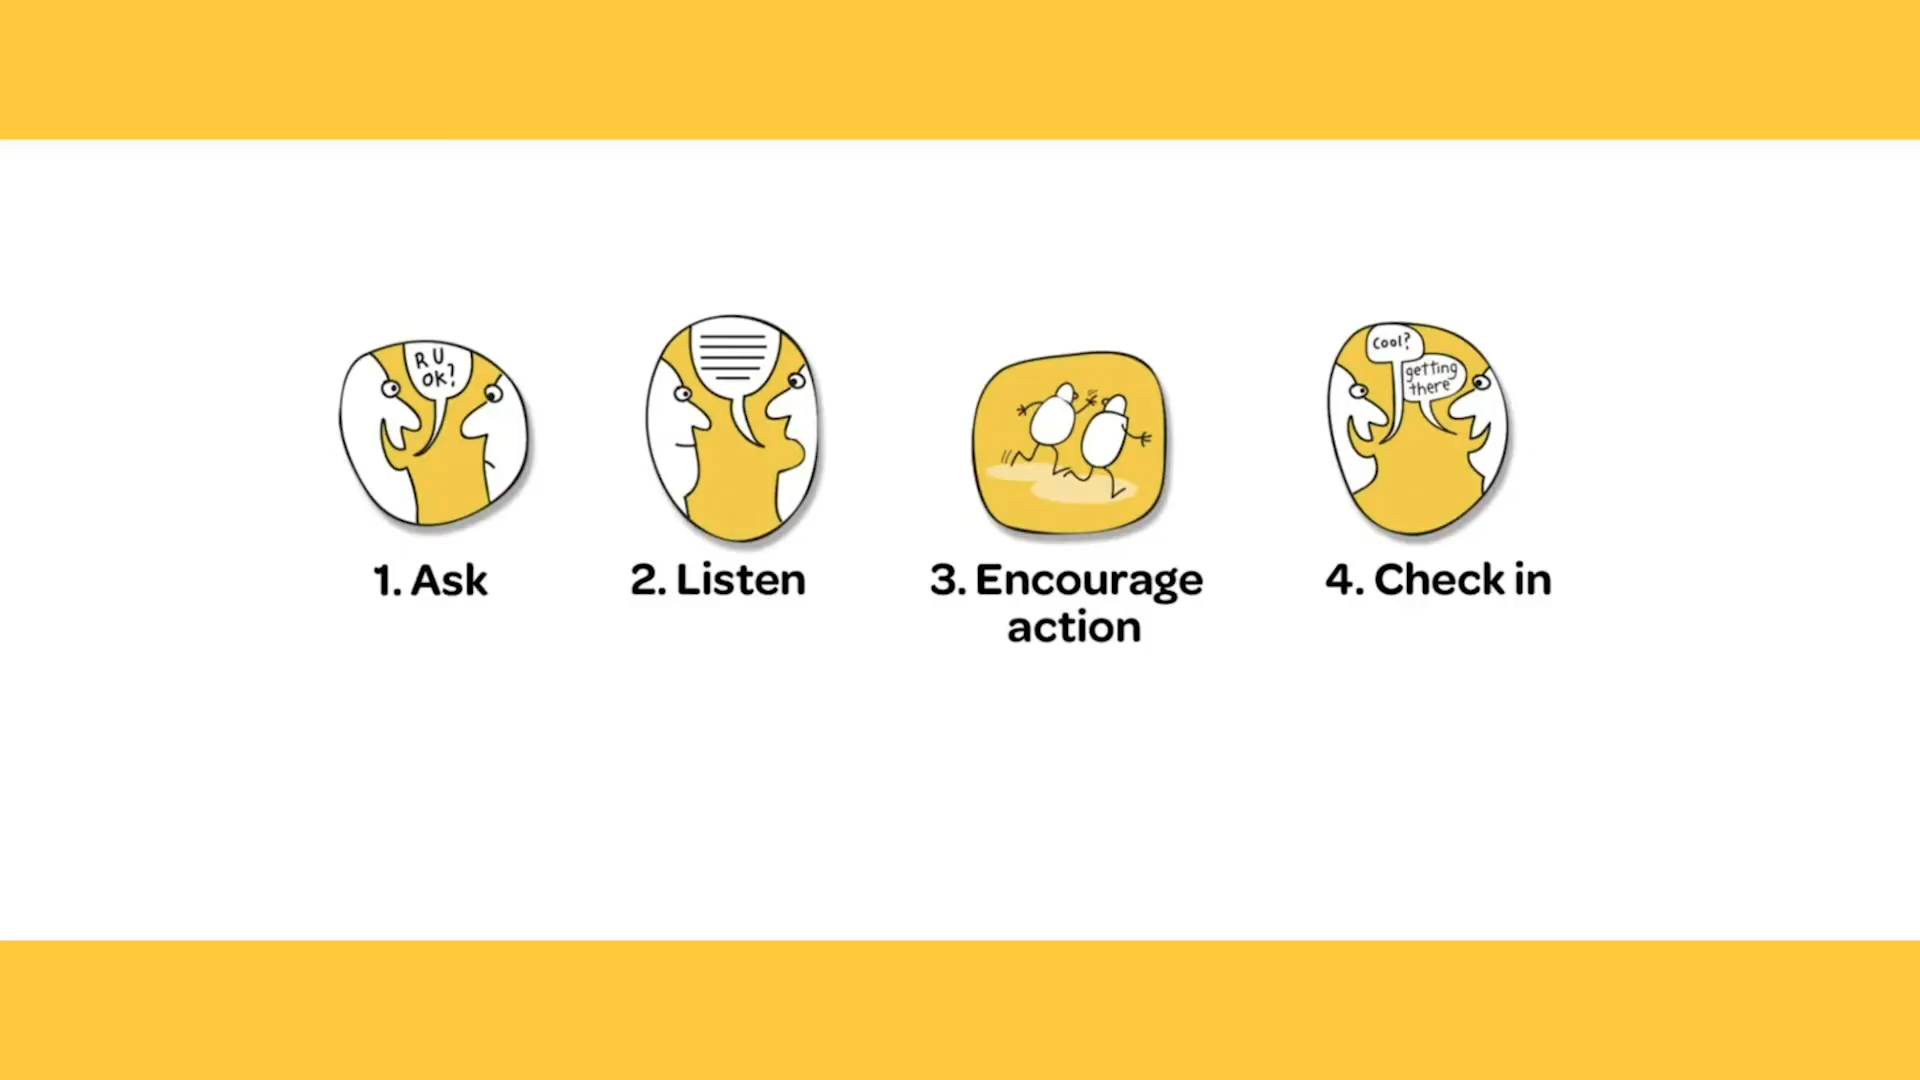 R U
OK?
1. Ask
2. Listen
3. Encourage
action
cool?
getting
there
4. Check in